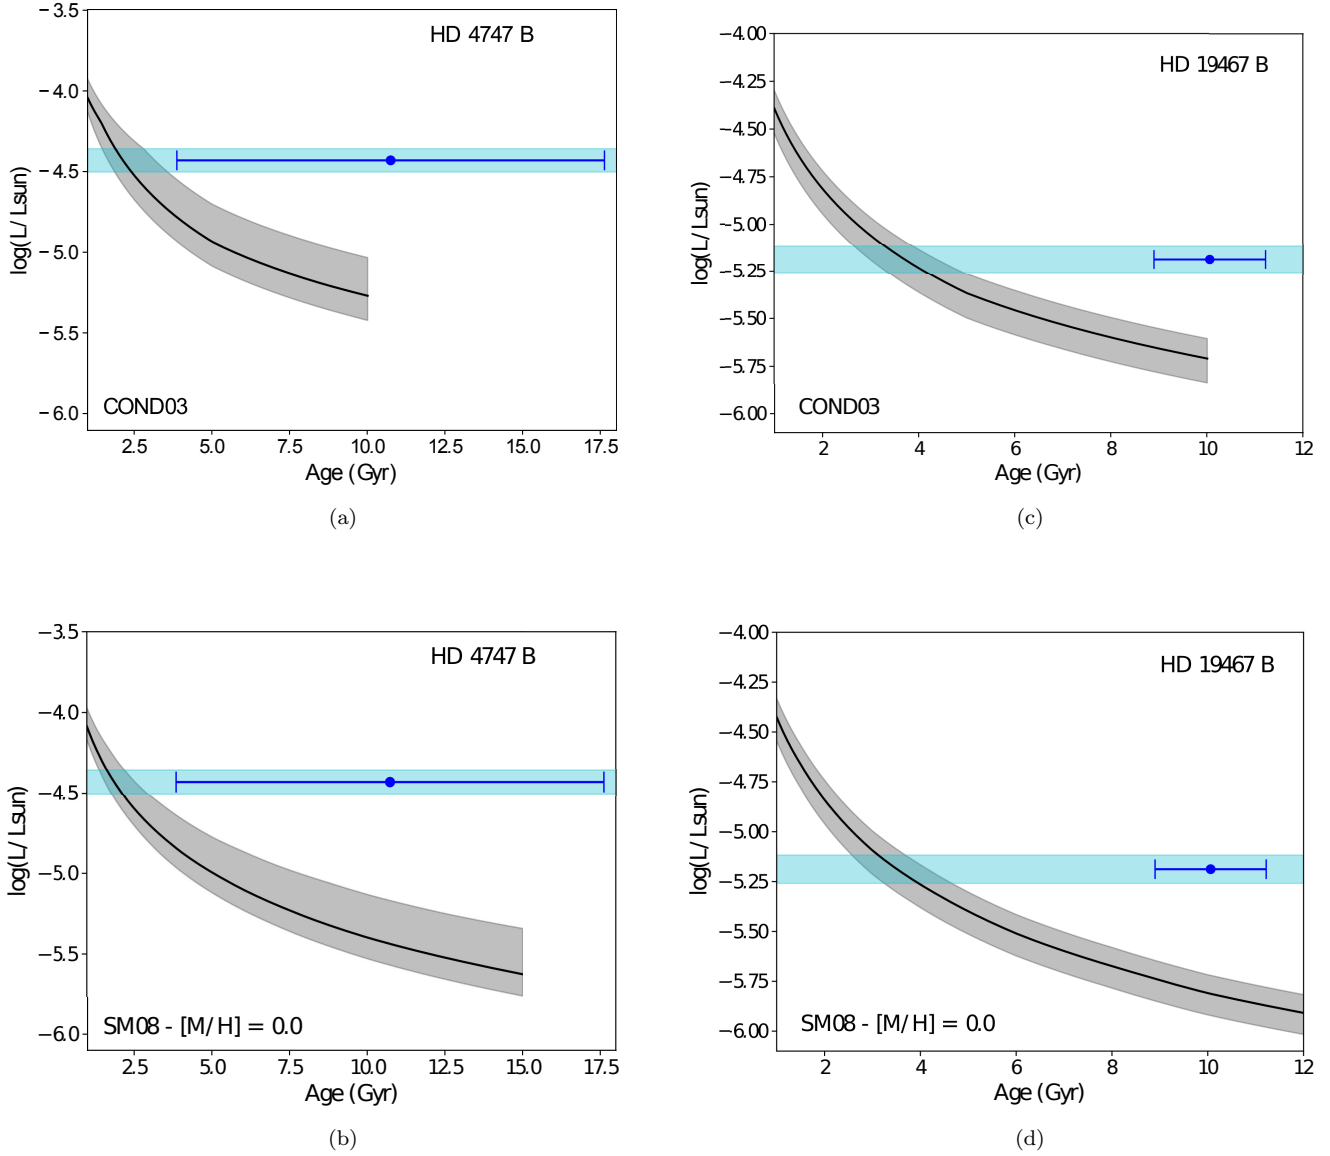 −3.5
−4.0
−4.5
−5.0
−5.5
−6.0
log(L/Lsun)
HD 4747 B
COND03
2.5 5.0 7.5 10.0 12.5 15.0 17.5
Age (Gyr)
(a)
−4.00
−4.25
−4.50
−4.75
−5.00
−5.25
−5.50
−5.75
−6.00
log(L/Lsun)
HD 19467 B
COND03
2 4 6 8 10 12
Age (Gyr)
(c)
−3.5
−4.0
−4.5
−5.0
−5.5
−6.0
log(L/Lsun)
HD 4747 B
SM08 - [M/H] = 0.0
2.5 5.0 7.5 10.0 12.5 15.0 17.5
Age (Gyr)
(b)
−4.00
−4.25
−4.50
−4.75
−5.00
−5.25
−5.50
−5.75
−6.00
log(L/Lsun)
HD 19467 B
SM08 - [M/H] = 0.0
2 4 6 8 10 12
Age (Gyr)
(d)